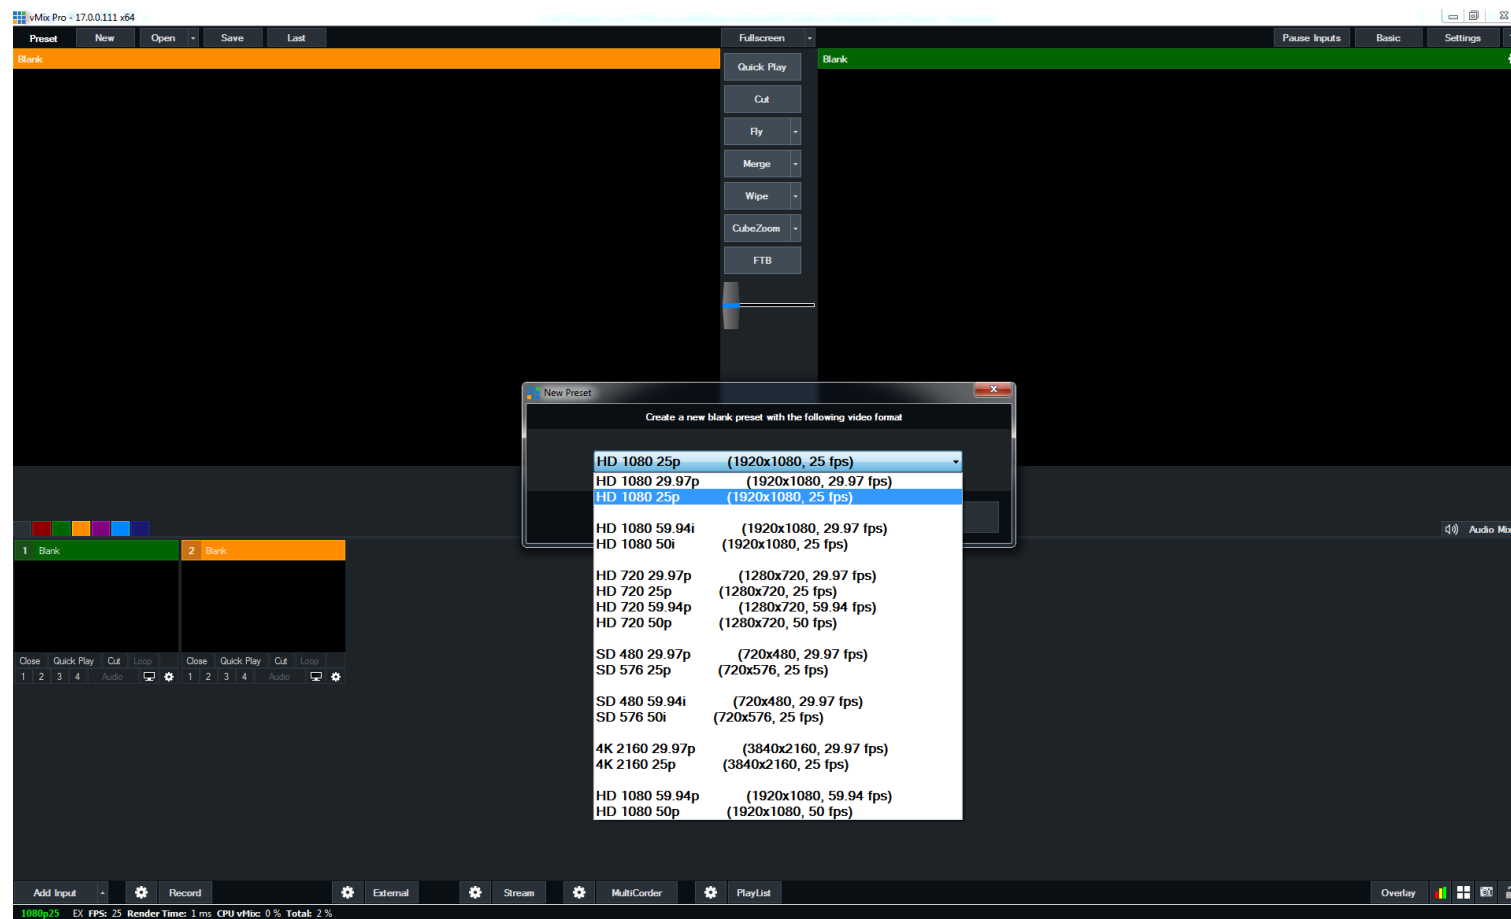 vMix Pro - 17.0.0.111 x64
Preset New Open Save Last Fullscreen Pause Inputs Basic Settings
Blank
Blank
Quick Play
Cut
Fly
Merge
Wipe
CubeZoom
FTB
New Preset
x
Create a new blank preset with the following video format
HD 1080 25p (1920x1080, 25 fps)
HD 1080 29.97p (1920x1080, 29.97 fps)
HD 1080 25p (1920x1080, 25 fps)
HD 1080 59.94i (1920x1080, 29.97 fps)
HD 1080 50i (1920x1080, 25 fps)
HD 720 29.97p (1280x720, 29.97 fps)
HD 720 25p (1280x720, 25 fps)
HD 720 59.94p (1280x720, 59.94 fps)
HD 720 50p (1280x720, 50 fps)
SD 480 29.97p (720x480, 29.97 fps)
SD 576 25p (720x576, 25 fps)
SD 480 59.94i (720x480, 29.97 fps)
SD 576 50i (720x576, 25 fps)
4K 2160 29.97p (3840x2160, 29.97 fps)
4K 2160 25p (3840x2160, 25 fps)
HD 1080 59.94p (1920x1080, 59.94 fps)
HD 1080 50p (1920x1080, 50 fps)
Audio Mix
1 Blank 2 Blank
Close Quick Play Cut Loop Close Quick Play Cut Loop
1 2 3 4 Audio 1 2 3 4 Audio
Add Input Record External Stream MultiCorder PlayList Overlay
1080p25 EX FPS: 25 Render Time: 1 ms CPU vMix: 0 % Total: 2 %